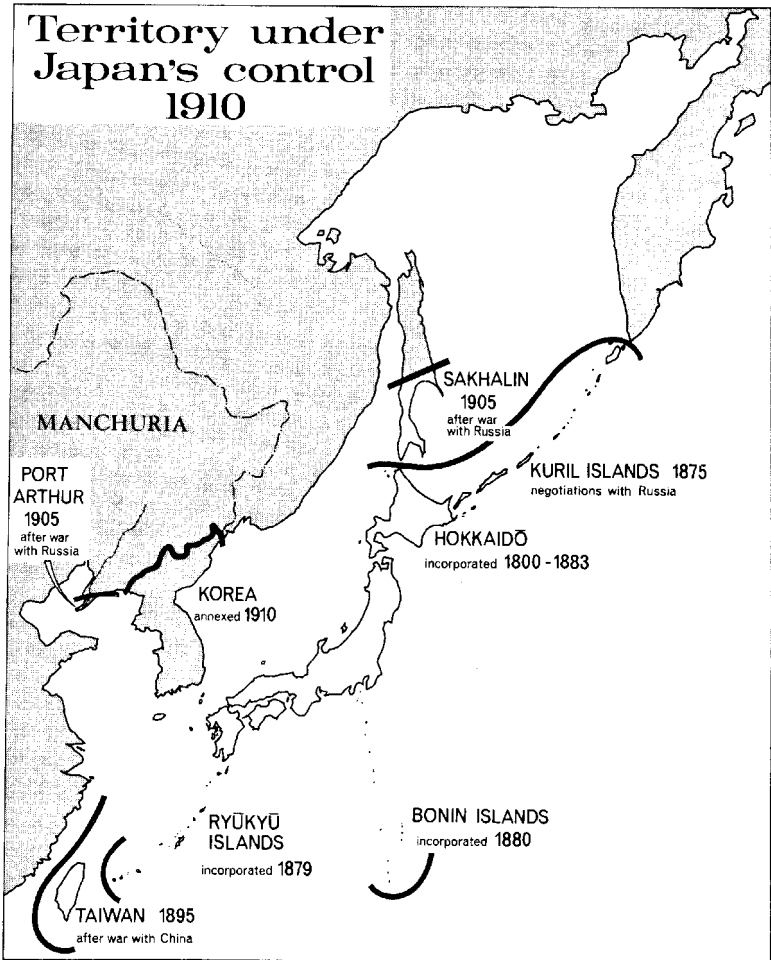 Territory under
Japan's control
1910
SAKHALIN
1905
after war
with Russia
MANCHURIA
PORT
ARTHUR
1905
after war
with Russia
KURIL ISLANDS 1875
negotiations with Russia
HOKKAIDŌ
incorporated 1800-1883
KOREA
annexed 1910
RYŪKYŪ
ISLANDS
incorporated 1879
BONIN ISLANDS
incorporated 1880
TAIWAN 1895
after war with China